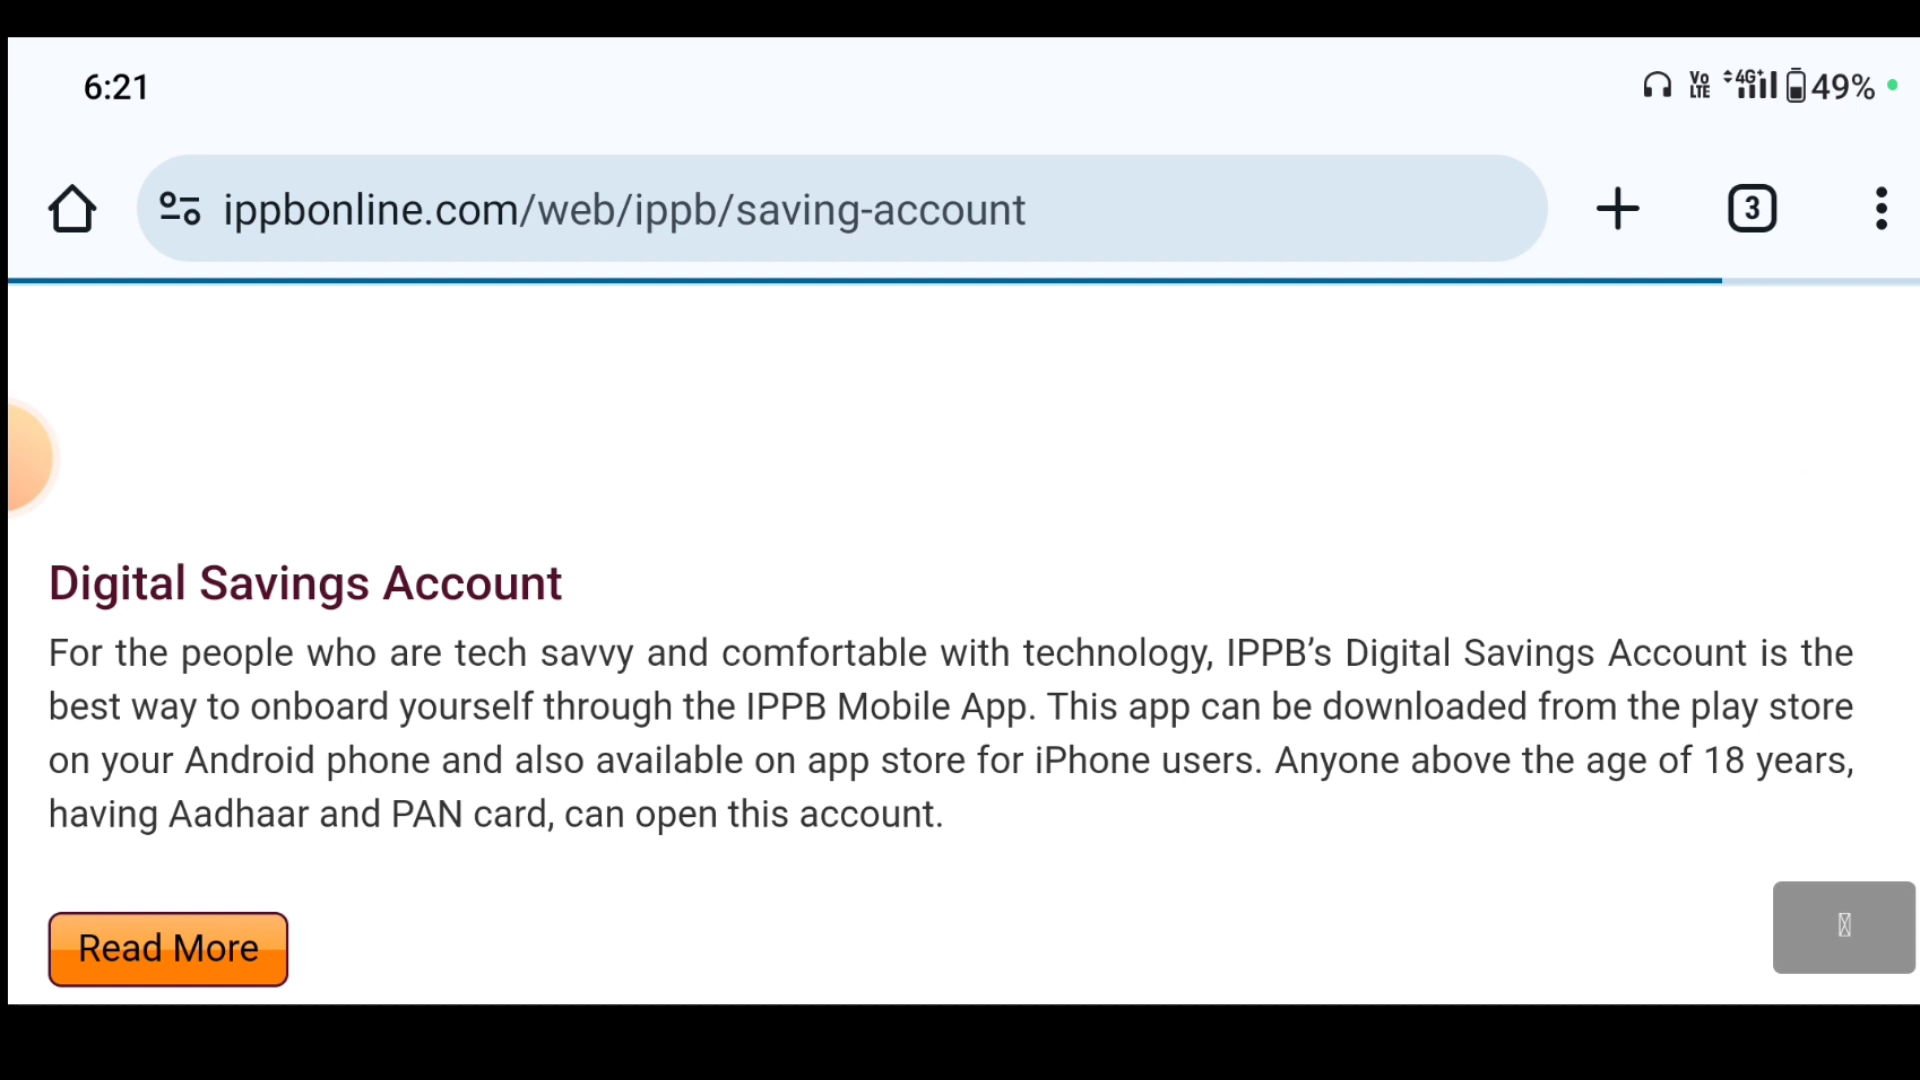 6:21
Vo LTE 4G+ 49%
ippbonline.com/web/ippb/saving-account
3
Digital Savings Account
For the people who are tech savvy and comfortable with technology, IPPB’s Digital Savings Account is the
best way to onboard yourself through the IPPB Mobile App. This app can be downloaded from the play store
on your Android phone and also available on app store for iPhone users. Anyone above the age of 18 years,
having Aadhaar and PAN card, can open this account.
Read More